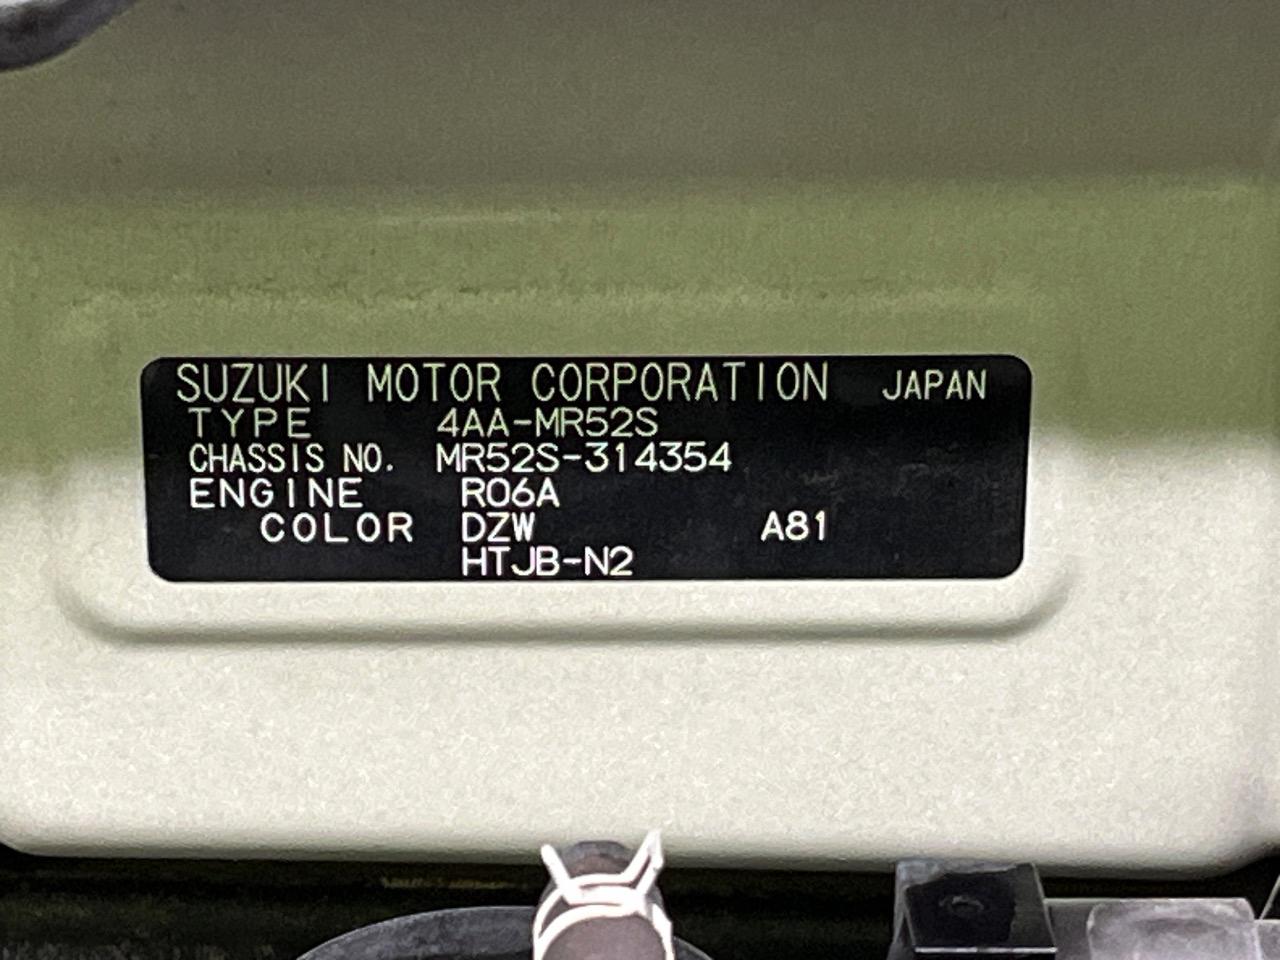 SUZUKI MOTOR CORPORATION JAPAN
TYPE 4AA-MR52S
CHASSIS NO. MR52S-314354
ENGINE R06A
COLOR DZW A81
HTJB-N2